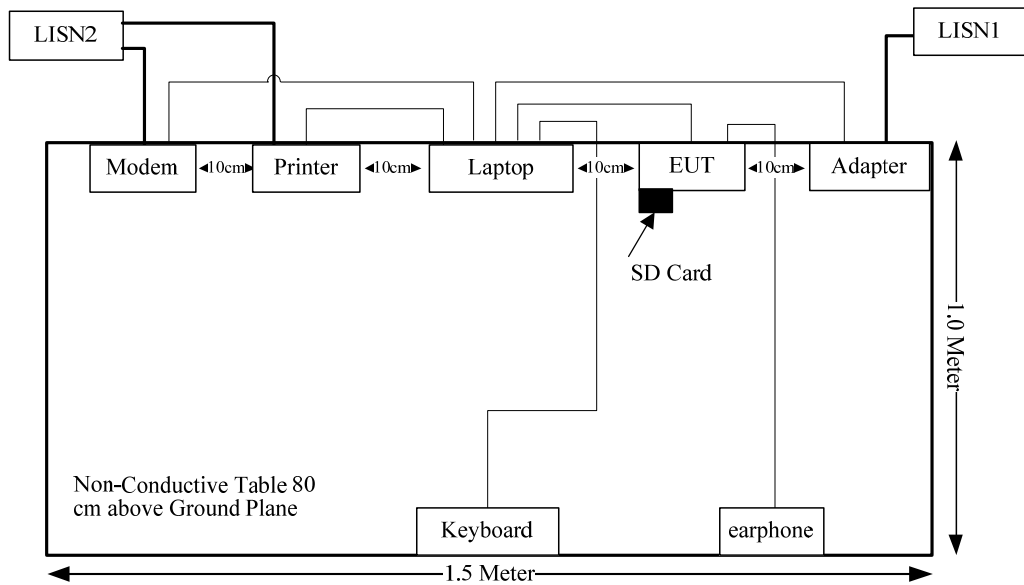 LISN2
LISN1
Modem
10cm
Printer
10cm
Laptop
10cm
EUT
10cm
Adapter
SD Card
1.0 Meter
Non-Conductive Table 80
cm above Ground Plane
Keyboard
earphone
1.5 Meter